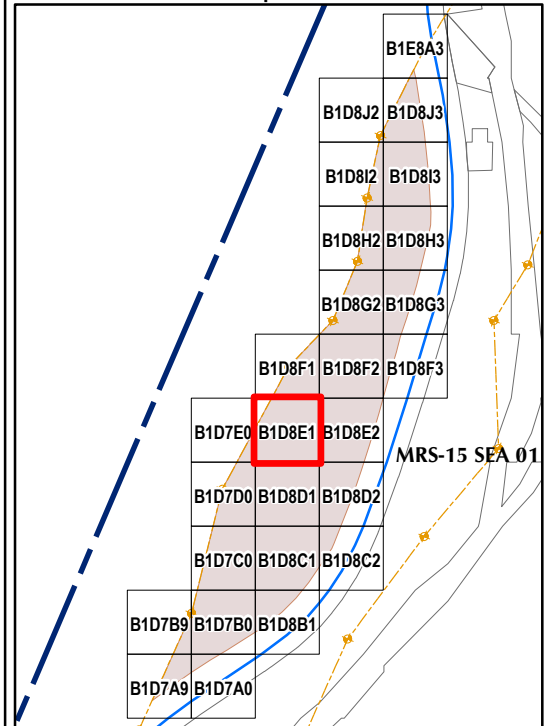 B1E8A3
B1D8J2 B1D8J3
B1D8I2 B1D8I3
B1D8H2 B1D8H3
B1D8G2 B1D8G3
B1D8F1 B1D8F2 B1D8F3
B1D7E0 B1D8E1 B1D8E2
MRS-15 SEA 01
B1D7D0 B1D8D1 B1D8D2
B1D7C0 B1D8C1 B1D8C2
B1D7B9 B1D7B0 B1D8B1
B1D7A9 B1D7A0